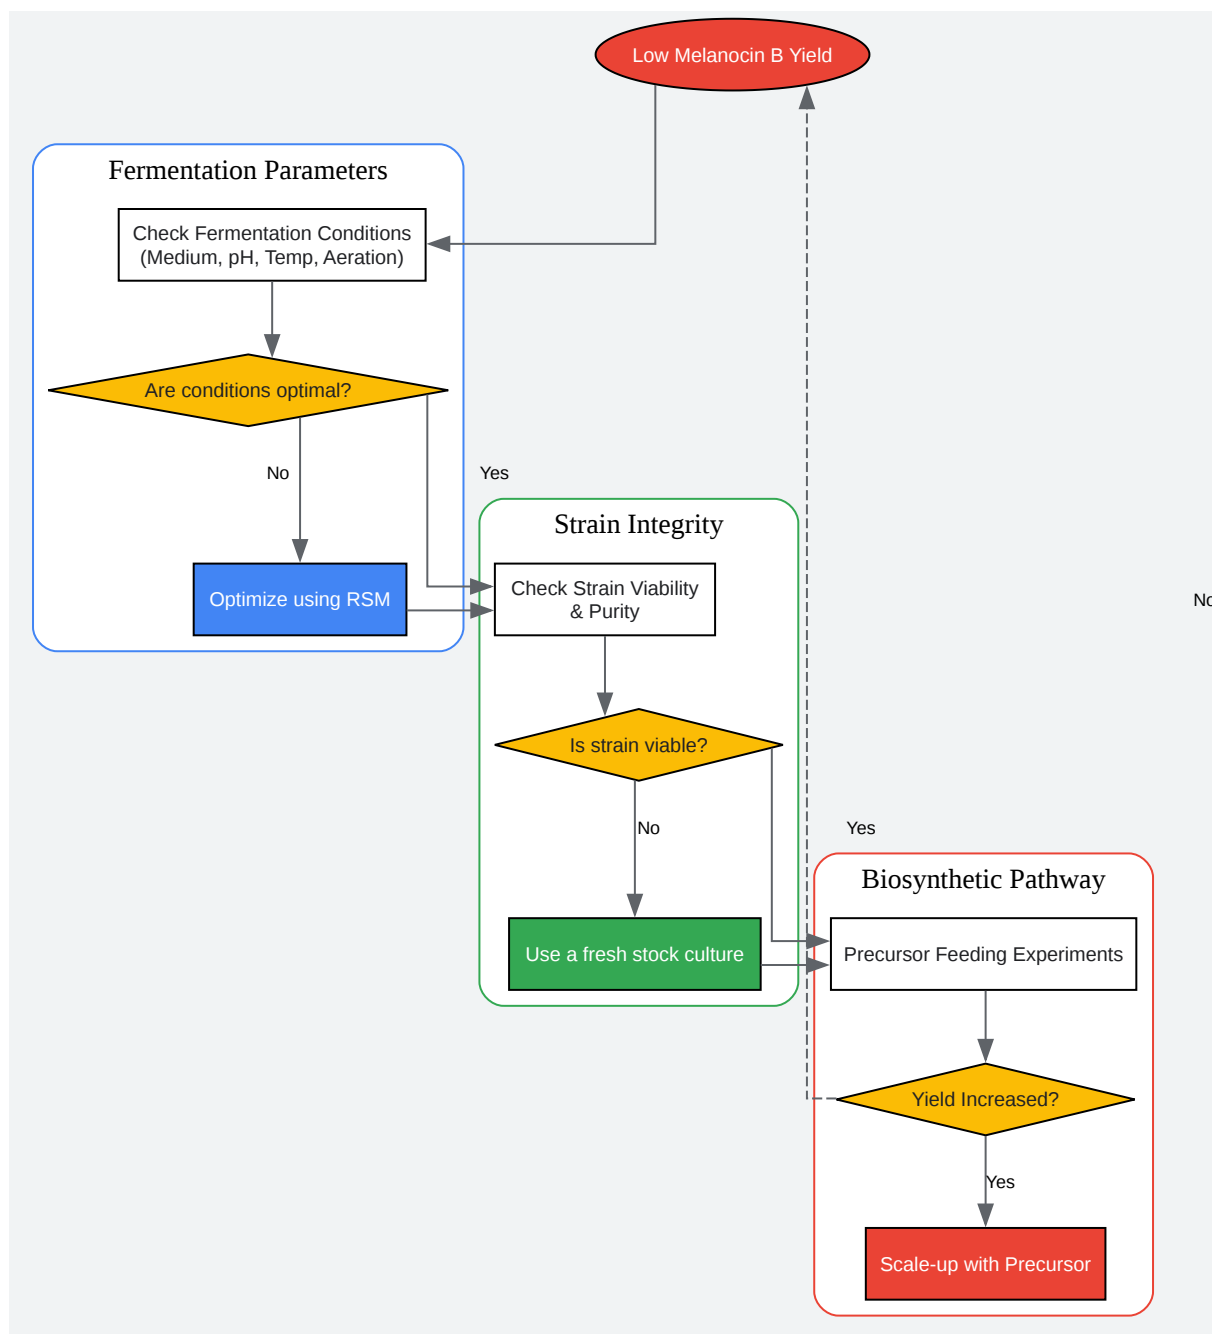 Low Melanocin B Yield
Fermentation Parameters
Check Fermentation Conditions
(Medium, pH, Temp, Aeration)
Are conditions optimal?
No
Yes
Optimize using RSM
Strain Integrity
Check Strain Viability
& Purity
No
Is strain viable?
No
Yes
Use a fresh stock culture
Biosynthetic Pathway
Precursor Feeding Experiments
Yield Increased?
Yes
Scale-up with Precursor